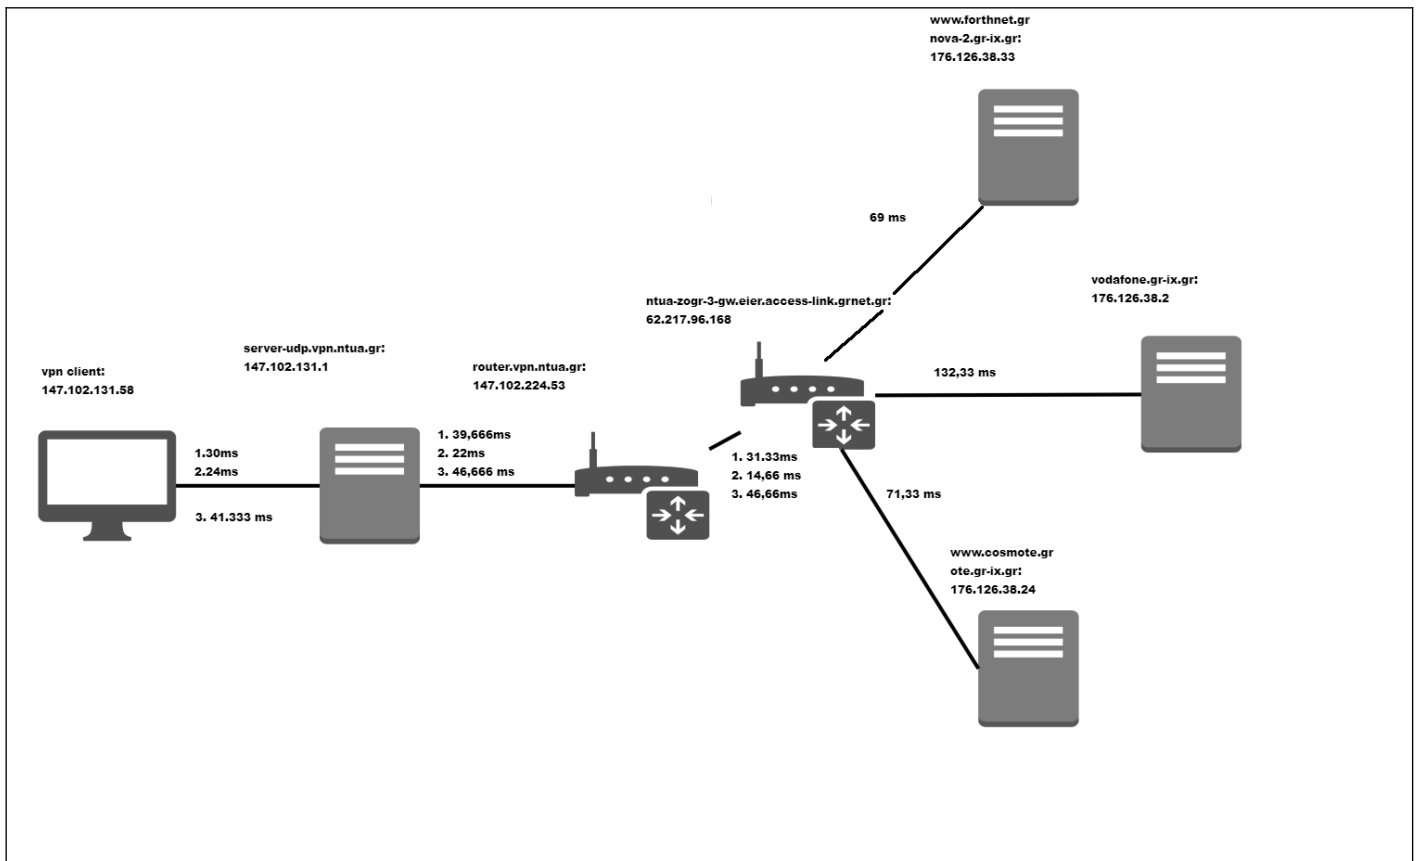 www.forthnet.gr
nova-2.gr-ix.gr:
176.126.38.33
69 ms
vodafone.gr-ix.gr:
176.126.38.2
ntua-zogr-3-gw.eier.access-link.grnet.gr:
62.217.96.168
server-udp.vpn.ntua.gr:
147.102.131.1
router.vpn.ntua.gr:
147.102.224.53
vpn client:
147.102.131.58
132,33 ms
1.30ms
2.24ms
3. 41.333 ms
1. 39,666ms
2. 22ms
3. 46,666 ms
1. 31.33ms
2. 14,66 ms
3. 46,66ms
71,33 ms
www.cosmote.gr
ote.gr-ix.gr:
176.126.38.24